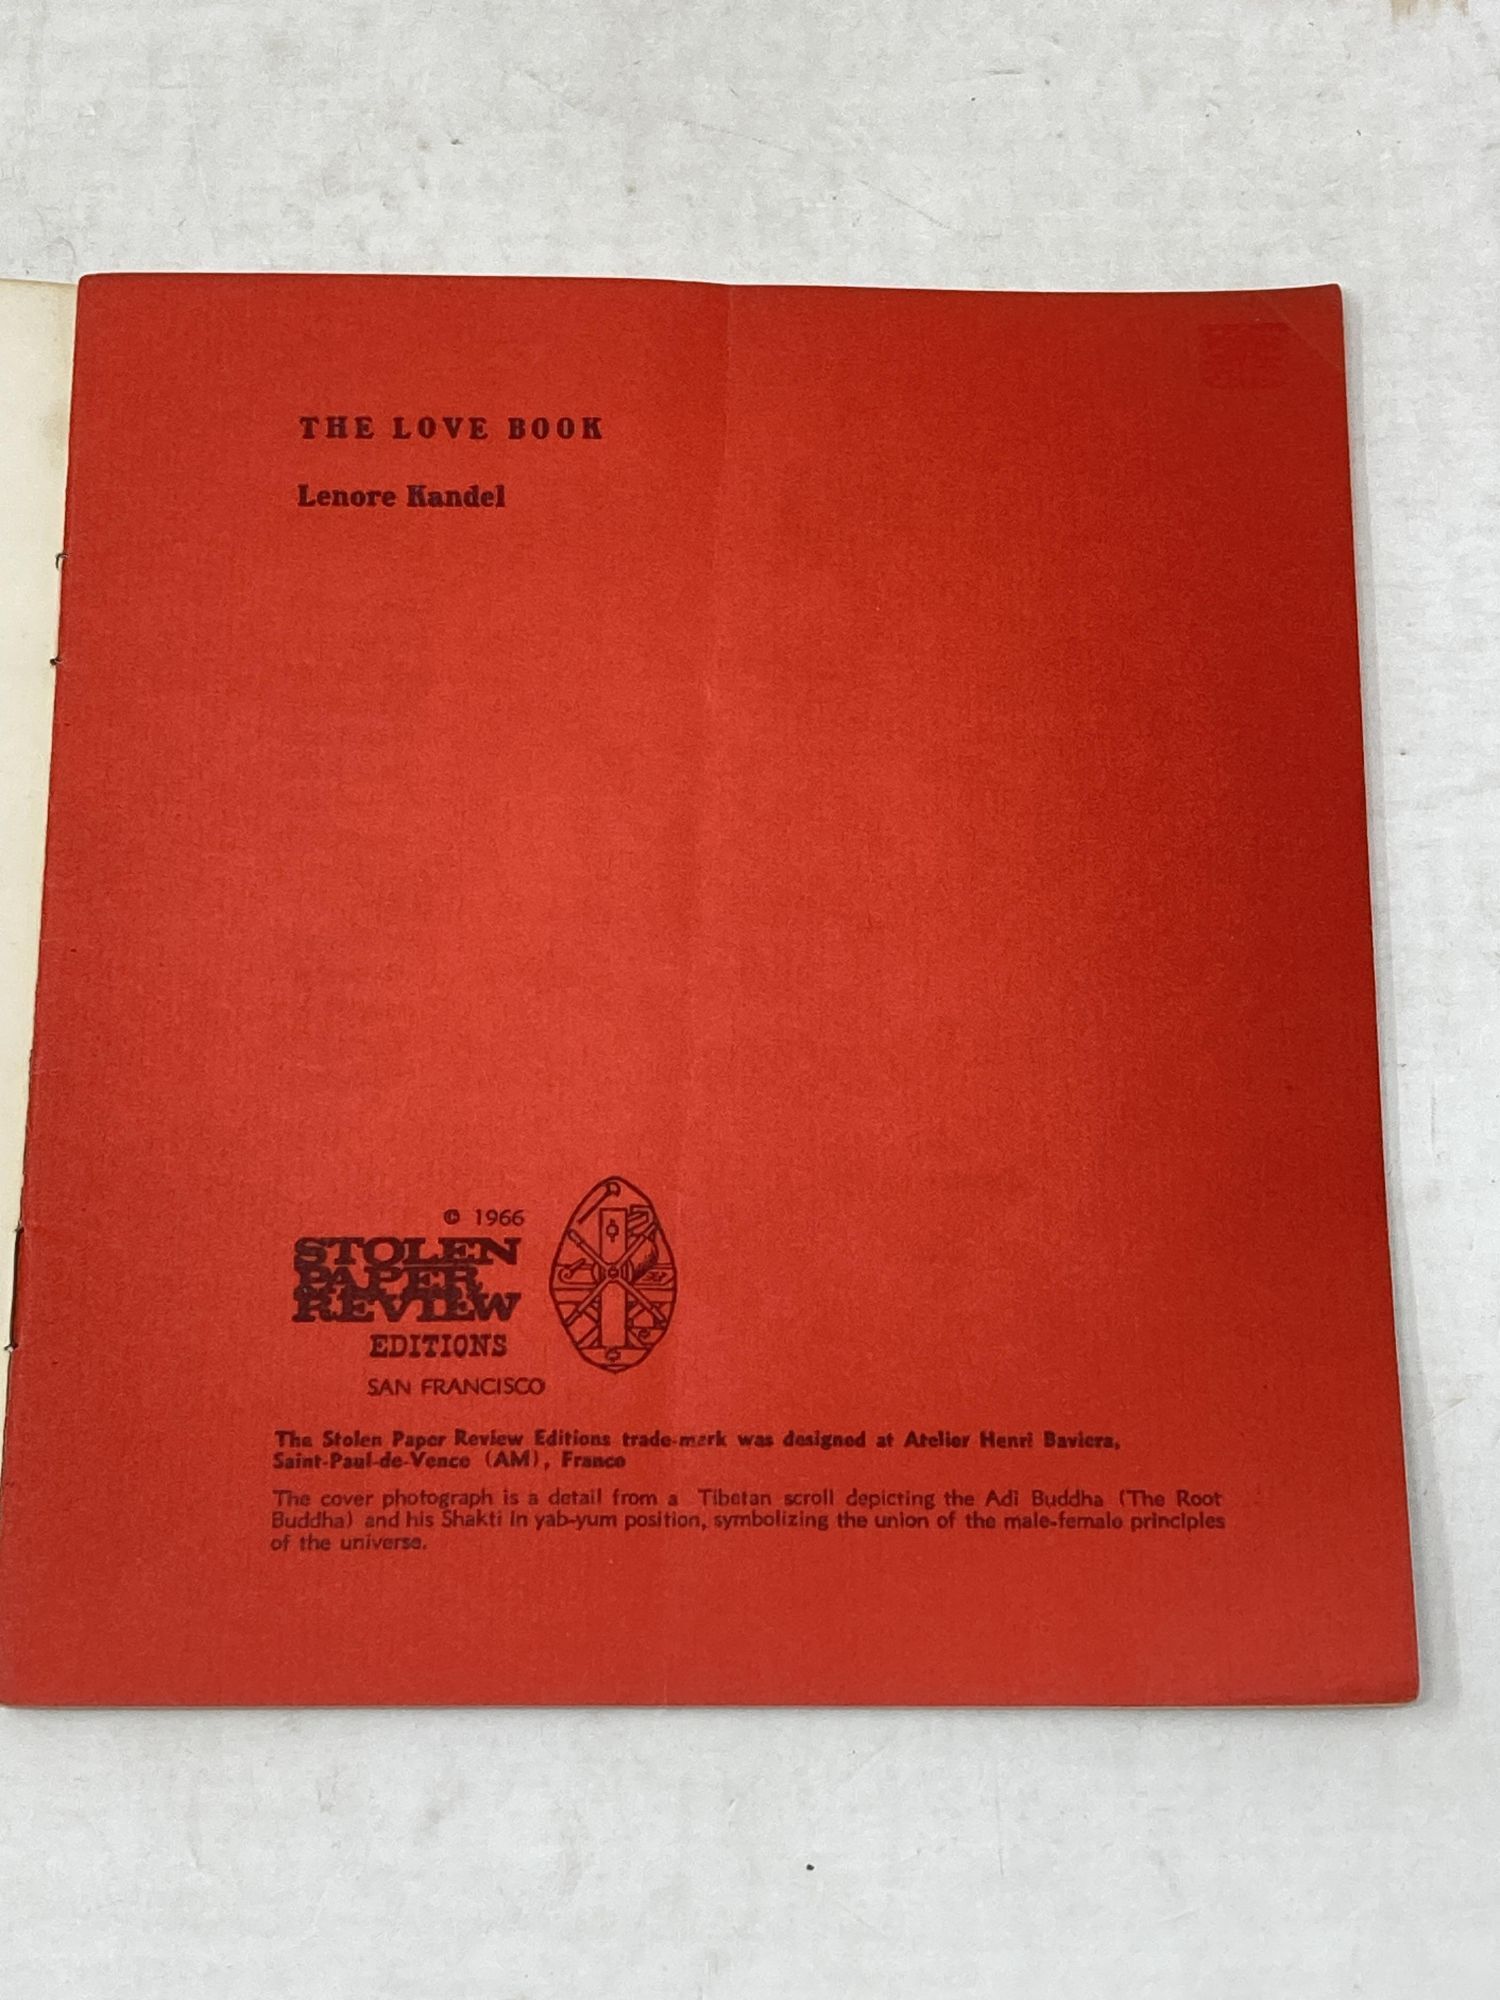 THE LOVE BOOK
Lenore Kandel
© 1966
STOLEN
PAPER
REVIEW
EDITIONS
SAN FRANCISCO
The Stolen Paper Review Editions trade-mark was designed at Atelier Henri Baviera,
Saint-Paul-de-Vence (AM), France
The cover photograph is a detail from a Tibetan scroll depicting the Adi Buddha (The Root
Buddha) and his Shakti in yab-yum position, symbolizing the union of the male-female principles
of the universe.